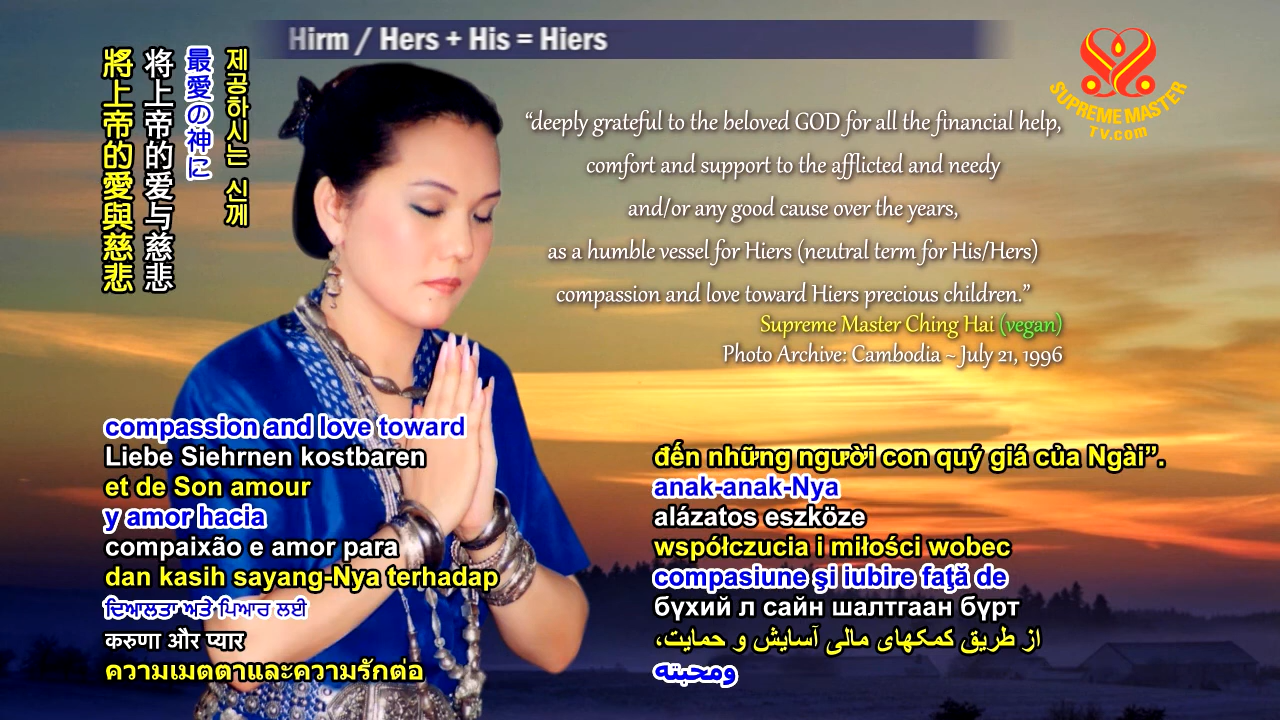 Hirm / Hers + His = Hiers
SUPREME MASTER
TV.com
將上帝的愛與慈悲
将上帝的爱与慈悲
最愛の神に
제공하시는 신께
“deeply grateful to the beloved GOD for all the financial help,
comfort and support to the afflicted and needy
and/or any good cause over the years,
as a humble vessel for Hiers (neutral term for His/Hers)
compassion and love toward Hiers precious children.”
Supreme Master Ching Hai (vegan)
Photo Archive: Cambodia ~ July 21, 1996
compassion and love toward
Liebe Siehrnen kostbaren
et de Son amour
y amor hacia
compaixão e amor para
dan kasih sayang-Nya terhadap
ਦਿਆਲਤਾ ਅਤੇ ਪਿਆਰ ਲਈ
करुणा और प्यार
ความเมตตาและความรักต่อ
đến những người con quý giá của Ngài”.
anak-anak-Nya
alázatos eszköze
współczucia i miłości wobec
compasiune şi iubire faţă de
бүхий л сайн шалтгаан бүрт
از طریق کمکهای مالی آسایش و حمایت،
ومحبته